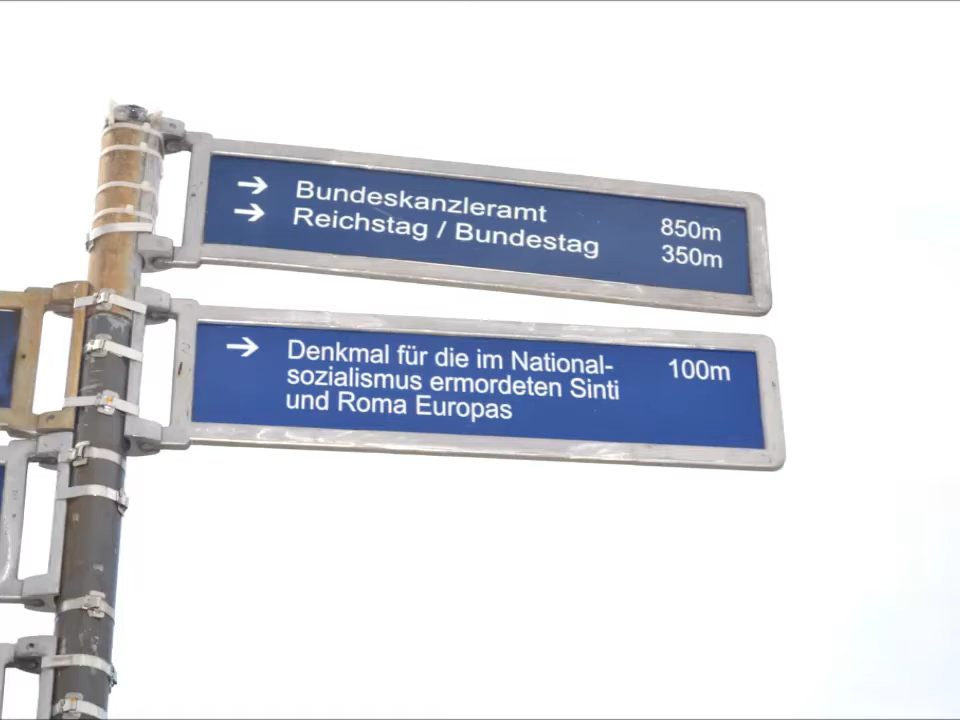 → Bundeskanzleramt 850m
→ Reichstag / Bundestag 350m
→ Denkmal für die im National- 100m
sozialismus ermordeten Sinti
und Roma Europas